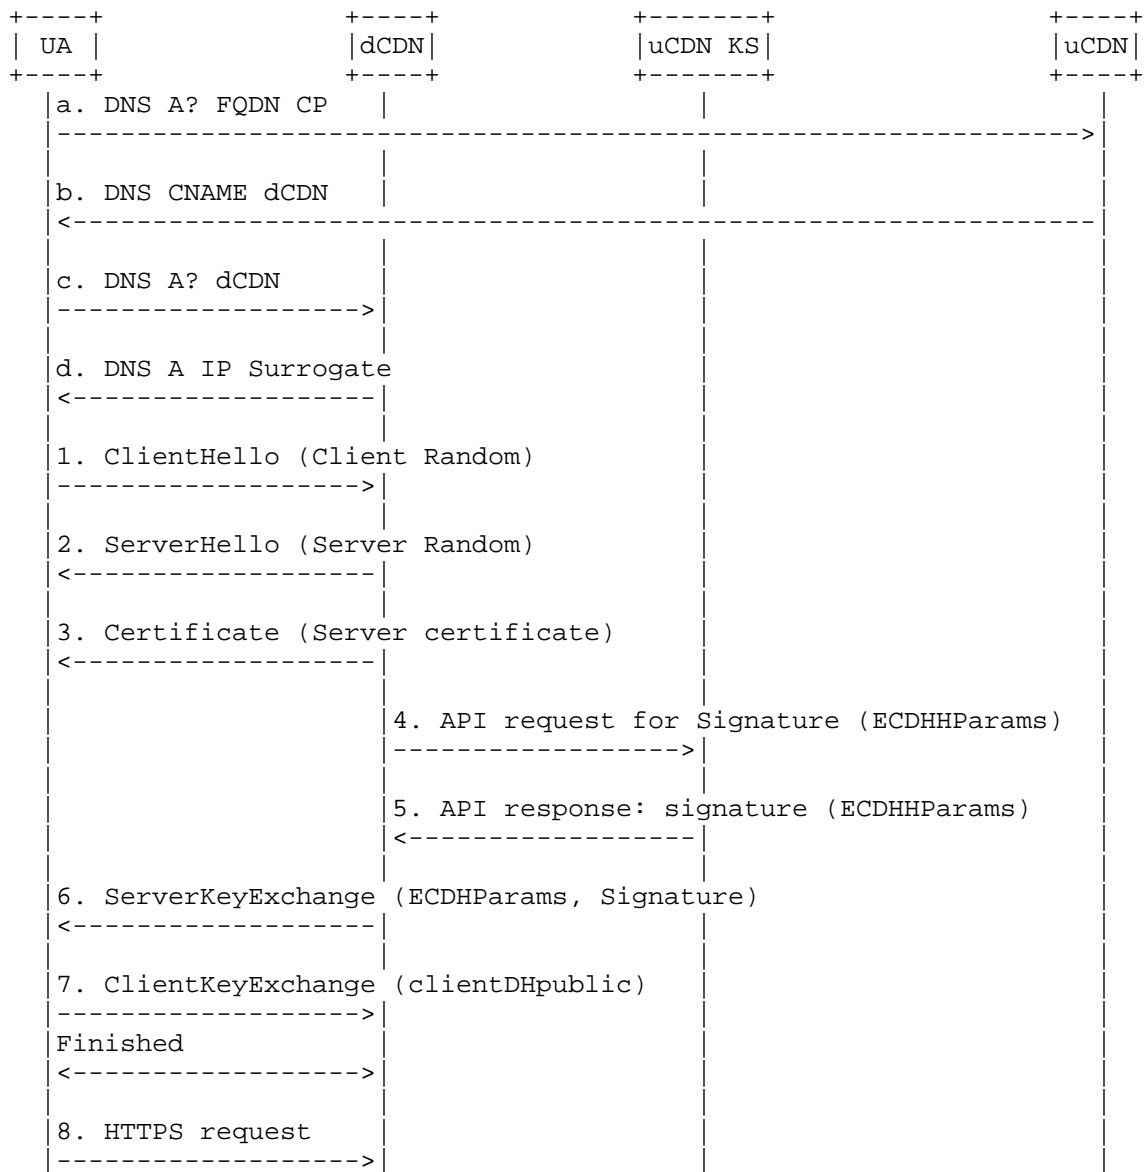 UA dCDN uCDN KS uCDN
a. DNS A? FQDN CP
b. DNS CNAME dCDN
c. DNS A? dCDN
d. DNS A IP Surrogate
1. ClientHello (Client Random)
2. ServerHello (Server Random)
3. Certificate (Server certificate)
4. API request for Signature (ECDHHParams)
5. API response: signature (ECDHHParams)
6. ServerKeyExchange (ECDHParams, Signature)
7. ClientKeyExchange (clientDHpublic)
Finished
8. HTTPS request